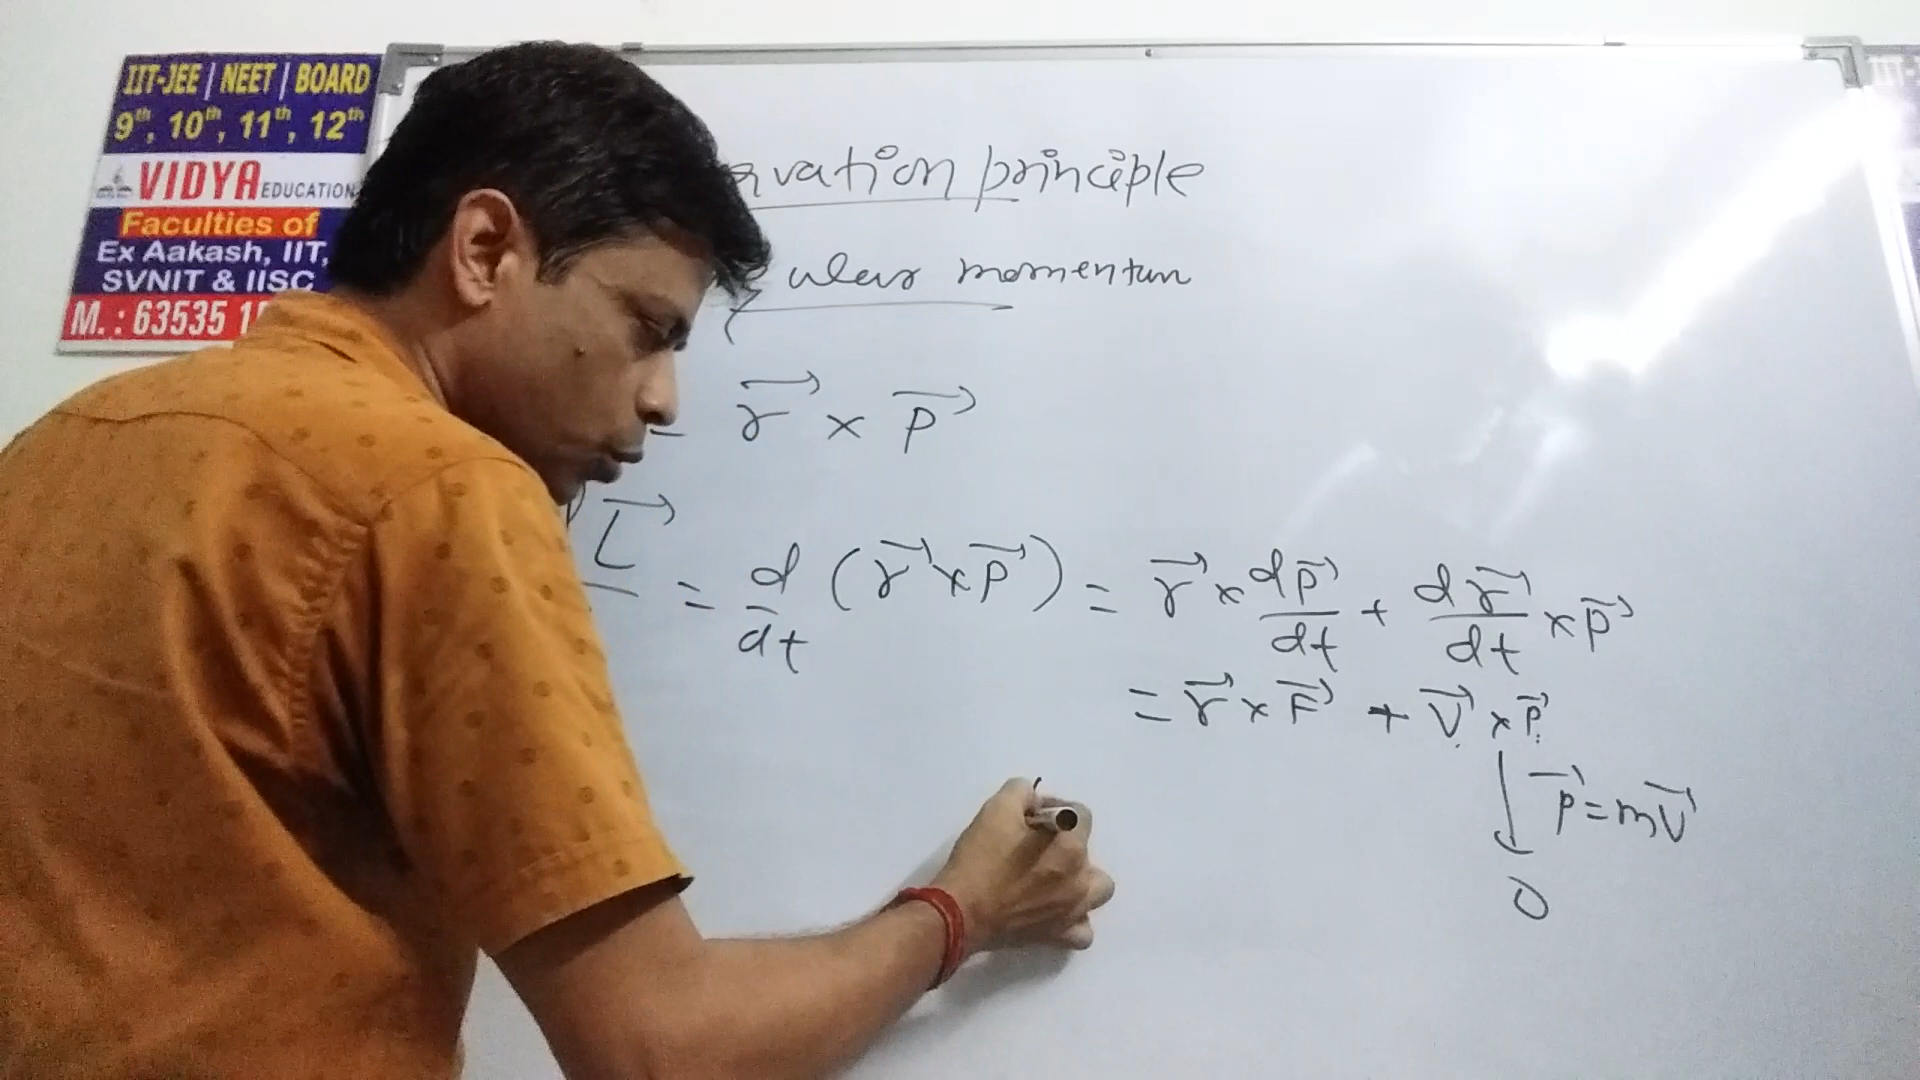 IIT-JEE | NEET | BOARD
9th, 10th, 11th, 12th
VIDYA EDUCATION
Faculties of
Ex Aakash, IIT,
SVNIT & IISC
M. : 63535 1
rvation principle
ular momentum
= r⃗ × p⃗
L⃗ = d/dt (r⃗ × p⃗) = r⃗ × dp⃗/dt + dr⃗/dt × p⃗
= r⃗ × F⃗ + V⃗ × P⃗
p⃗ = mV⃗
0